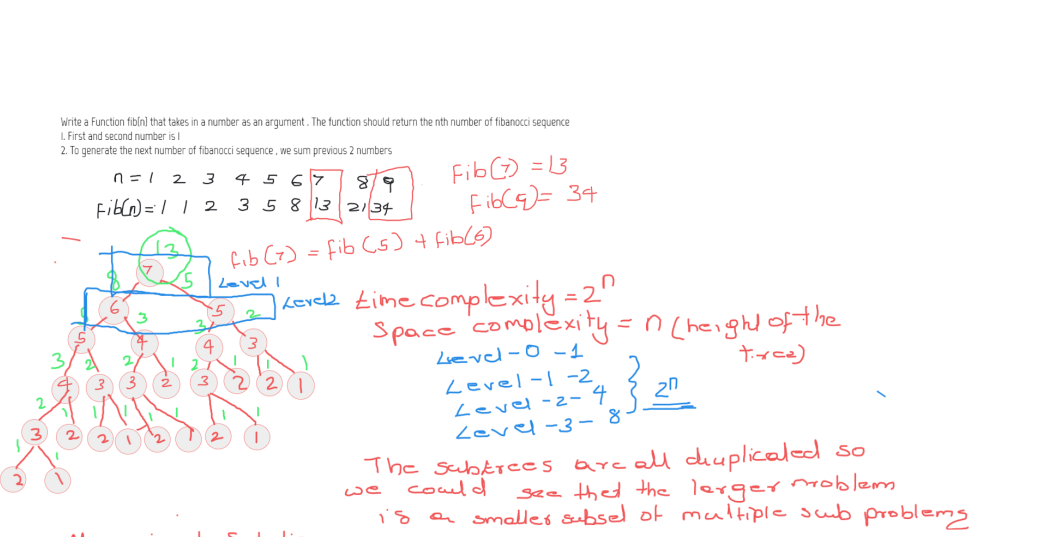 Write a Function fib(n) that takes in a number as an argument . The function should return the nth number of fibanocci sequence
1. First and second number is 1
2. To generate the next number of fibanocci sequence , we sum previous 2 numbers
n = 1 2 3 4 5 6 7 8 9
Fib(n) = 1 1 2 3 5 8 13 21 34
Fib(7) = 13
Fib(9) = 34
fib(7) = fib(5) + fib(6)
13
7
8 5
Level 1
6 5
Level2
3 3 2
5 4 4 3
3 2 2 1 2 1 1 1
4 3 3 2 3 2 2 1
2 1 1 1 1 1 1 1
3 2 2 1 2 1 2 1
1 1
2 1
time complexity = 2^n
Space complexity = n (height of the
tree)
Level - 0 - 1
Level - 1 - 2
Level - 2 - 4
Level - 3 - 8
2^n
The subtrees are all duplicated so
we could see that the larger problem
is a smaller subset of multiple sub problems